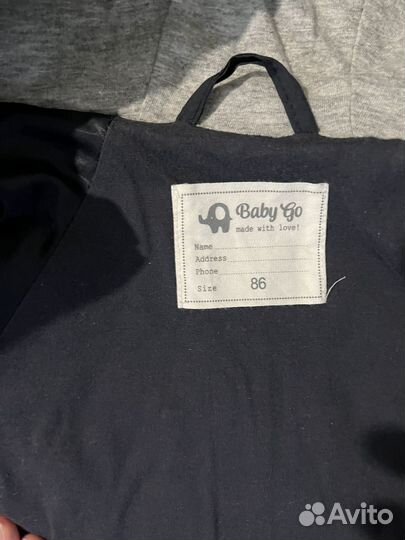 Baby Go
made with love!
Name
Address
Phone
Size 86
Avito